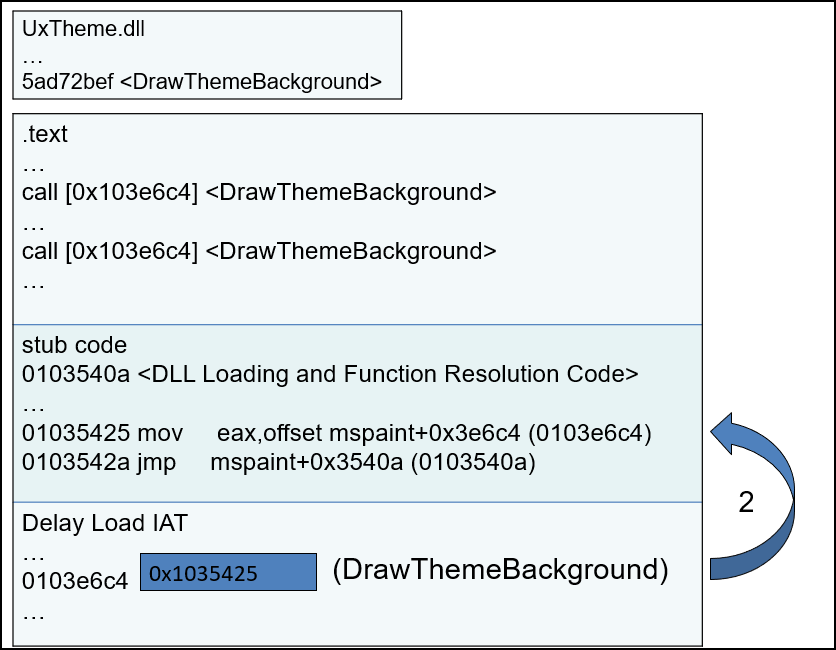 UxTheme.dll
…
5ad72bef <DrawThemeBackground>
.text
…
call [0x103e6c4] <DrawThemeBackground>
…
call [0x103e6c4] <DrawThemeBackground>
…
stub code
0103540a <DLL Loading and Function Resolution Code>
…
01035425 mov eax,offset mspaint+0x3e6c4 (0103e6c4)
0103542a jmp mspaint+0x3540a (0103540a)
2
Delay Load IAT
…
0103e6c4 0x1035425 (DrawThemeBackground)
…